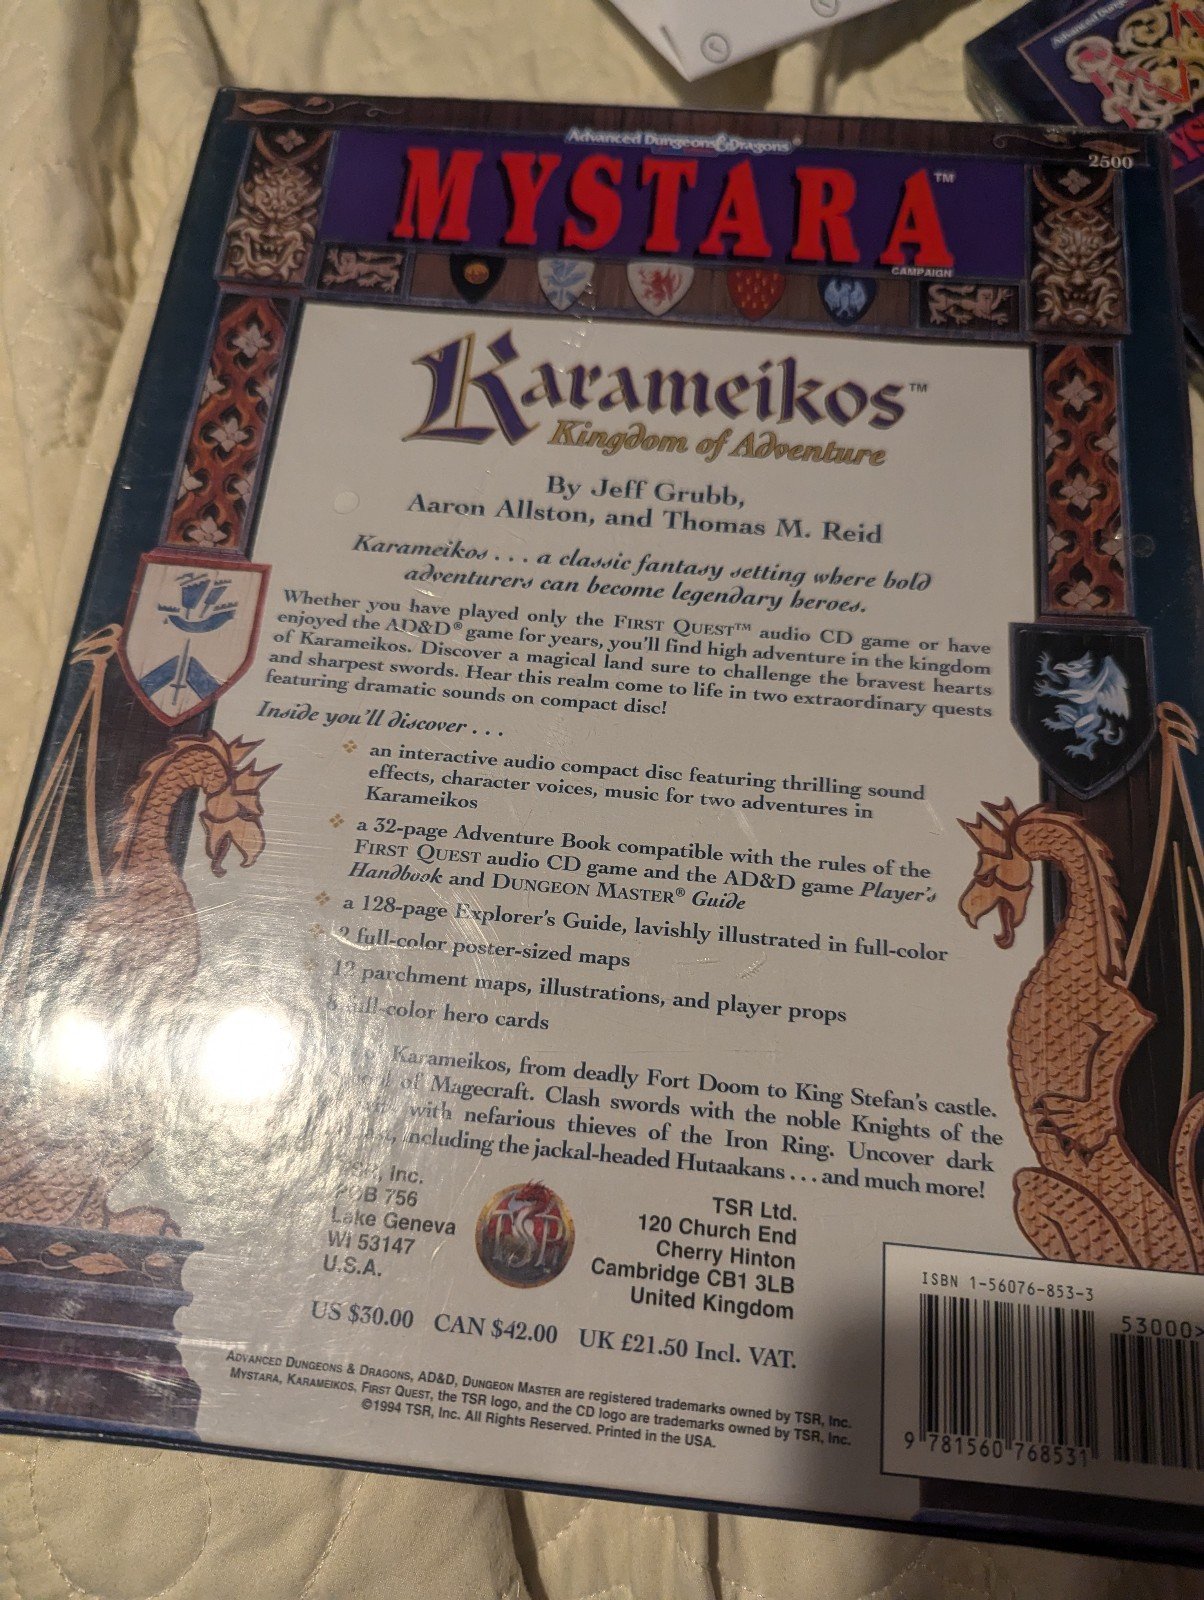 Advanced Dungeons & Dragons®
2500
MYSTARA™
CAMPAIGN
Karameikos™
Kingdom of Adventure
By Jeff Grubb,
Aaron Allston, and Thomas M. Reid
Karameikos . . . a classic fantasy setting where bold
adventurers can become legendary heroes.
Whether you have played only the FIRST QUEST™ audio CD game or have
enjoyed the AD&D® game for years, you'll find high adventure in the kingdom
of Karameikos. Discover a magical land sure to challenge the bravest hearts
and sharpest swords. Hear this realm come to life in two extraordinary quests
featuring dramatic sounds on compact disc!
Inside you'll discover . . .
an interactive audio compact disc featuring thrilling sound
effects, character voices, music for two adventures in
Karameikos
a 32-page Adventure Book compatible with the rules of the
FIRST QUEST audio CD game and the AD&D game Player's
Handbook and DUNGEON MASTER® Guide
a 128-page Explorer's Guide, lavishly illustrated in full-color
2 full-color poster-sized maps
12 parchment maps, illustrations, and player props
full-color hero cards
Karameikos, from deadly Fort Doom to King Stefan's castle.
of Magecraft. Clash swords with the noble Knights of the
with nefarious thieves of the Iron Ring. Uncover dark
including the jackal-headed Hutaakans . . . and much more!
TSR, Inc.
POB 756
Lake Geneva
WI 53147
U.S.A.
TSR
TSR Ltd.
120 Church End
Cherry Hinton
Cambridge CB1 3LB
United Kingdom
US $30.00 CAN $42.00 UK £21.50 Incl. VAT.
ADVANCED DUNGEONS & DRAGONS, AD&D, DUNGEON MASTER are registered trademarks owned by TSR, Inc.
MYSTARA, KARAMEIKOS, FIRST QUEST, the TSR logo, and the CD logo are trademarks owned by TSR, Inc.
©1994 TSR, Inc. All Rights Reserved. Printed in the USA.
ISBN 1-56076-853-3
53000>
9 781560 768531